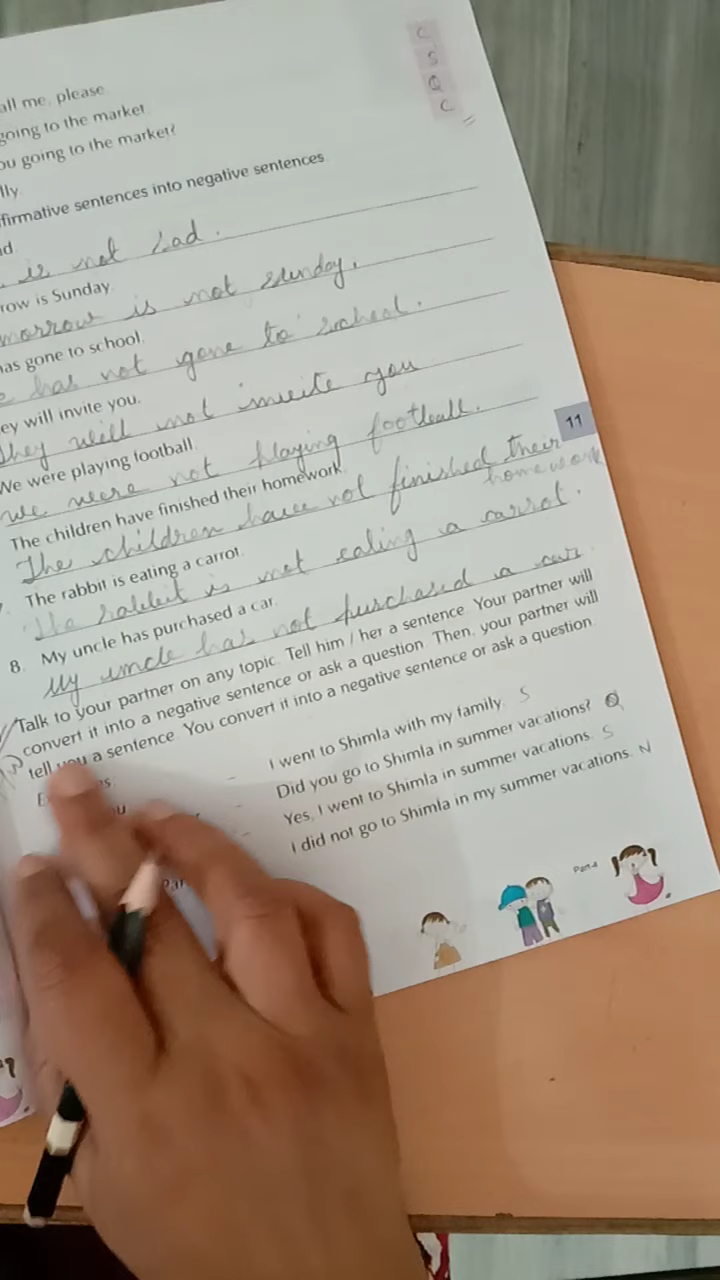 C
S
Q
C
all me, please.
going to the market.
ou going to the market?
lly.
ffirmative sentences into negative sentences.
d.
is not sad.
row is Sunday.
morrow is not sunday.
has gone to school.
e has not gone to school.
ey will invite you.
They will not invite you
We were playing football.
we were not playing football.
The children have finished their homework.
The children have not finished their homework
The rabbit is eating a carrot.
The rabbit is not eating a carrot.
8. My uncle has purchased a car.
My uncle has not purchased a car
Talk to your partner on any topic. Tell him / her a sentence. Your partner will
convert it into a negative sentence or ask a question. Then, your partner will
tell you a sentence. You convert it into a negative sentence or ask a question.
I went to Shimla with my family. S
Did you go to Shimla in summer vacations? Q
Yes, I went to Shimla in summer vacations. S
I did not go to Shimla in my summer vacations. N
Part-4
11